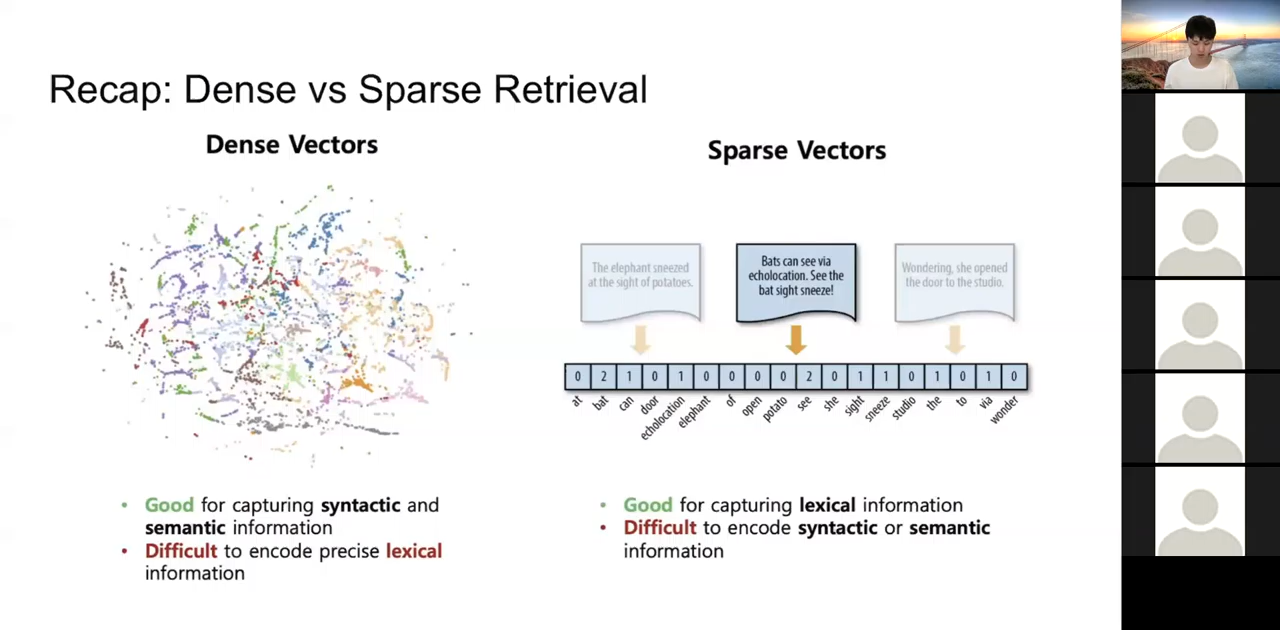 Recap: Dense vs Sparse Retrieval
Dense Vectors
• Good for capturing syntactic and
semantic information
• Difficult to encode precise lexical
information
Sparse Vectors
The elephant sneezed
at the sight of potatoes.
Bats can see via
echolocation. See the
bat sight sneeze!
Wondering, she opened
the door to the studio.
0 2 1 0 1 0 0 0 0 2 0 1 1 0 1 0 1 0
at bat can door echolocation elephant of open potato see she sight sneeze studio the to via wonder
• Good for capturing lexical information
• Difficult to encode syntactic or semantic
information